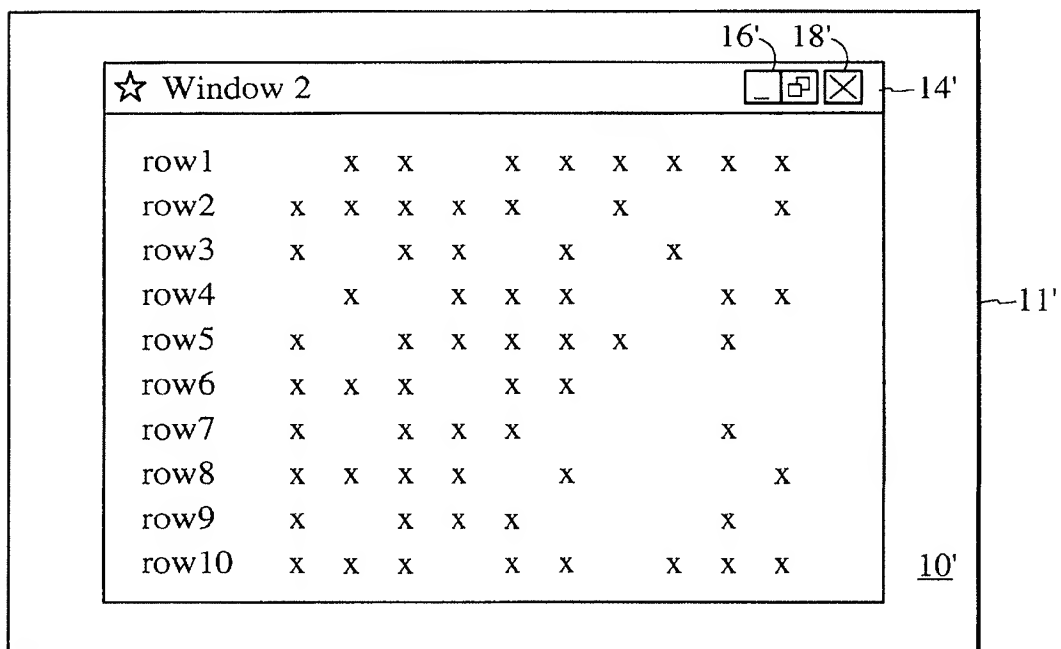 16' 18'
☆ Window 2 14'
row1 x x x x x x x x
row2 x x x x x x x
row3 x x x x x
row4 x x x x x x
row5 x x x x x x x
row6 x x x x x
row7 x x x x x
row8 x x x x x x
row9 x x x x x
row10 x x x x x x x x
11'
10'